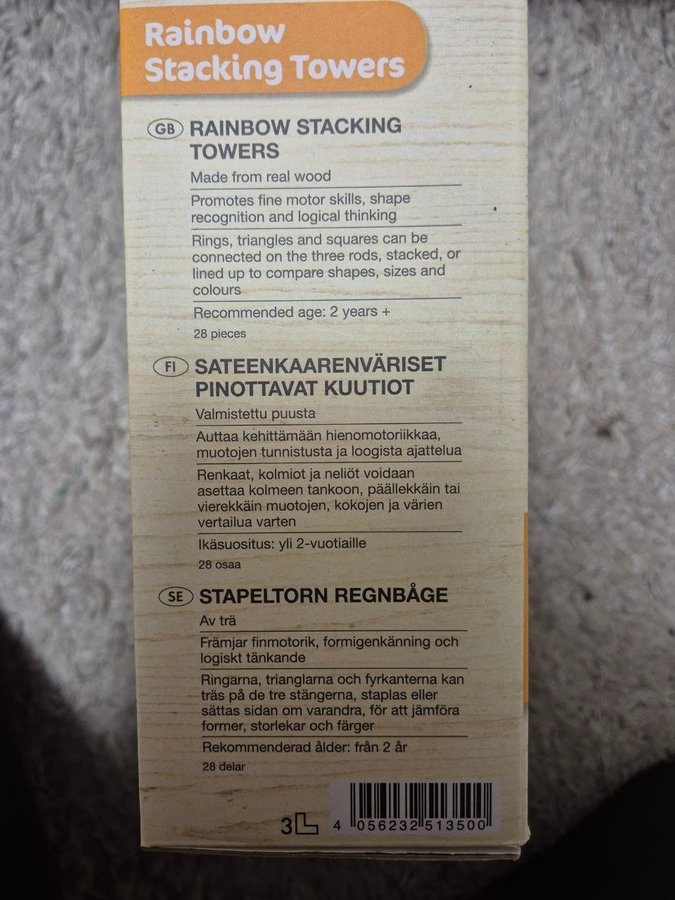 Rainbow
Stacking Towers
GB RAINBOW STACKING
TOWERS
Made from real wood
Promotes fine motor skills, shape
recognition and logical thinking
Rings, triangles and squares can be
connected on the three rods, stacked, or
lined up to compare shapes, sizes and
colours
Recommended age: 2 years +
28 pieces
FI SATEENKAARENVÄRISET
PINOTTAVAT KUUTIOT
Valmistettu puusta
Auttaa kehittämään hienomotoriikkaa,
muotojen tunnistusta ja loogista ajattelua
Renkaat, kolmiot ja neliöt voidaan
asettaa kolmeen tankoon, päällekkäin tai
vierekkäin muotojen, kokojen ja värien
vertailua varten
Ikäsuositus: yli 2-vuotiaille
28 osaa
SE STAPELTORN REGNBÅGE
Av trä
Främjar finmotorik, formigenkänning och
logiskt tänkande
Ringarna, trianglarna och fyrkanterna kan
träs på de tre stängerna, staplas eller
sättas sidan om varandra, för att jämföra
former, storlekar och färger
Rekommenderad ålder: från 2 år
28 delar
3L
4 056232 513500